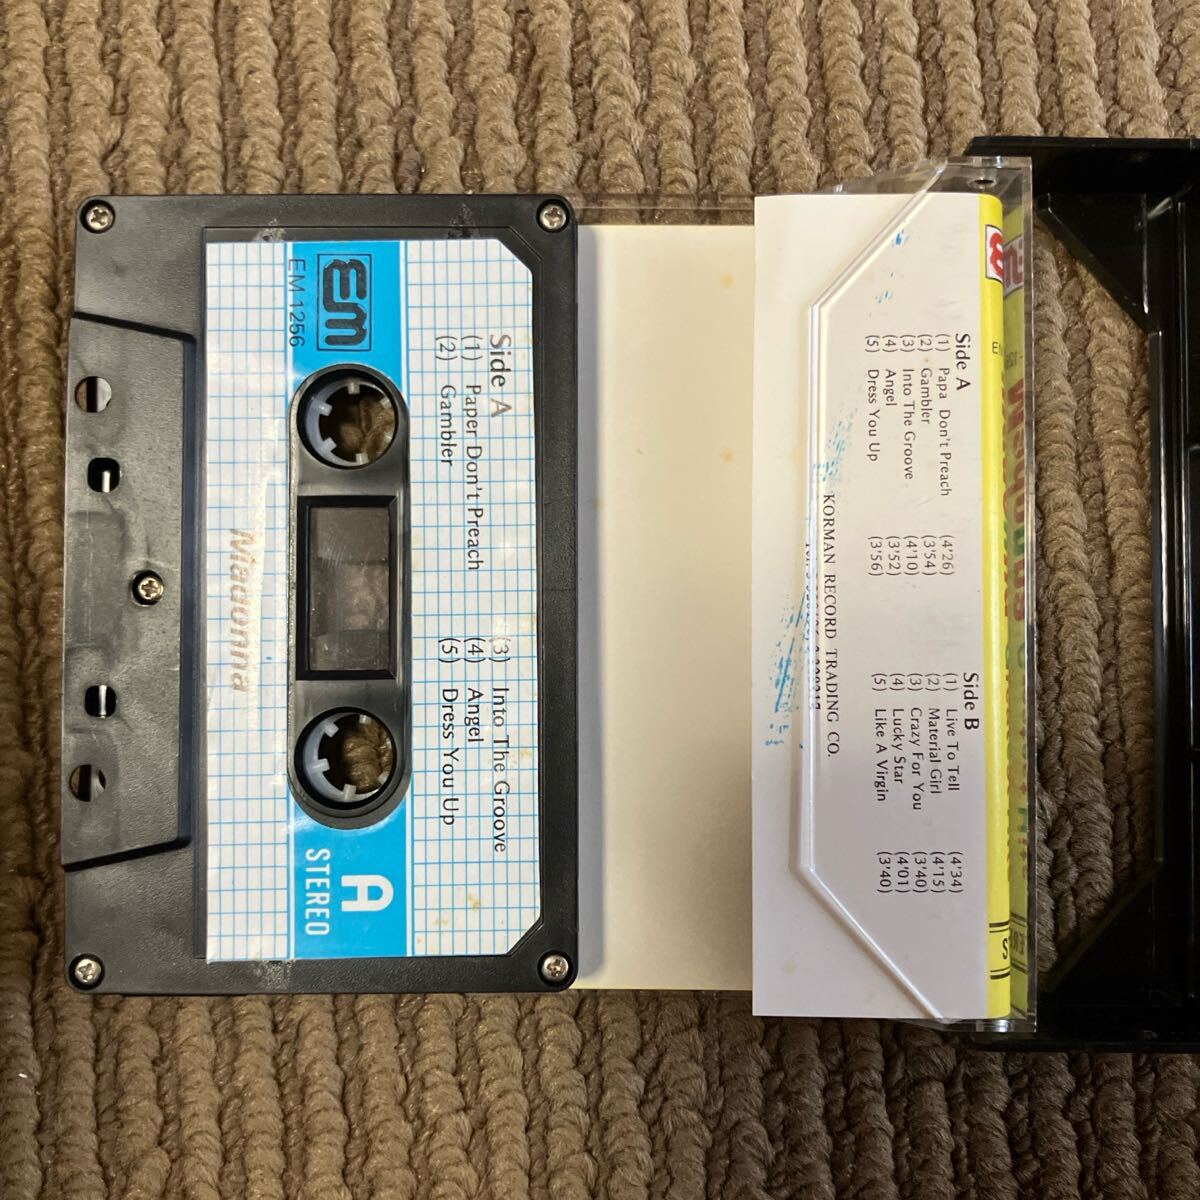 Side A
(1) Paper Don't Preach
(2) Gambler
(3) Into The Groove
(4) Angel
(5) Dress You Up
EM
EM 1256
A
STEREO
Madonna
Side A
(1) Papa Don't Preach (4'26)
(2) Gambler (3'54)
(3) Into The Groove (4'10)
(4) Angel (3'52)
(5) Dress You Up (3'56)
Side B
(1) Live To Tell (4'34)
(2) Material Girl (4'15)
(3) Crazy For You (3'40)
(4) Lucky Star (4'01)
(5) Like A Virgin (3'40)
KORMAN RECORD TRADING CO.